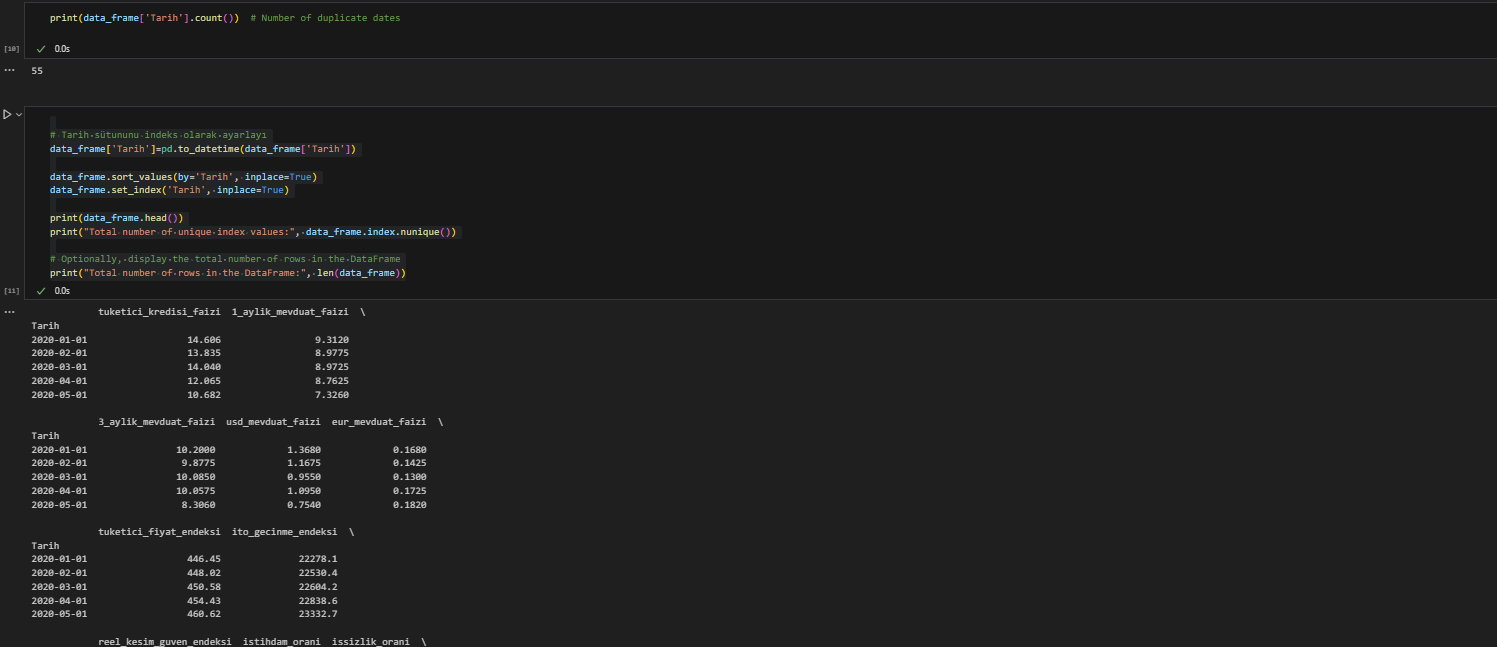 print(data_frame['Tarih'].count())  # Number of duplicate dates
[10]
0.0s
...
55
# Tarih sütununu indeks olarak ayarlayı
data_frame['Tarih']=pd.to_datetime(data_frame['Tarih'])
data_frame.sort_values(by='Tarih', inplace=True)
data_frame.set_index('Tarih', inplace=True)
print(data_frame.head())
print("Total number of unique index values:", data_frame.index.nunique())
# Optionally, display the total number of rows in the DataFrame
print("Total number of rows in the DataFrame:", len(data_frame))
[11]
0.0s
...
tuketici_kredisi_faizi  1_aylik_mevduat_faizi  \
Tarih
2020-01-01  14.606  9.3120
2020-02-01  13.835  8.9775
2020-03-01  14.040  8.9725
2020-04-01  12.065  8.7625
2020-05-01  10.682  7.3260
3_aylik_mevduat_faizi  usd_mevduat_faizi  eur_mevduat_faizi  \
Tarih
2020-01-01  10.2000  1.3680  0.1680
2020-02-01  9.8775  1.1675  0.1425
2020-03-01  10.0850  0.9550  0.1300
2020-04-01  10.0575  1.0950  0.1725
2020-05-01  8.3060  0.7540  0.1820
tuketici_fiyat_endeksi  ito_gecinme_endeksi  \
Tarih
2020-01-01  446.45  22278.1
2020-02-01  448.02  22530.4
2020-03-01  450.58  22604.2
2020-04-01  454.43  22838.6
2020-05-01  460.62  23332.7
reel_kesim_guven_endeksi  istihdam_orani  issizlik_orani  \